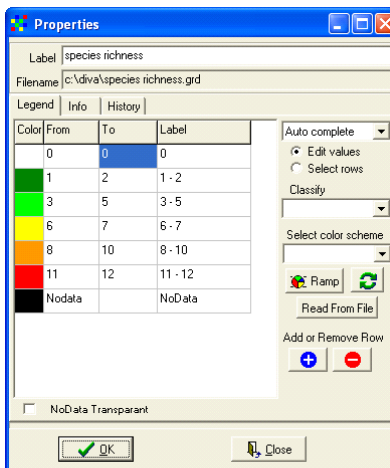 Properties
Label species richness
Filename c:\diva\species richness.grd
Legend Info History
Color From To Label
0 0 0
1 2 1 - 2
3 5 3 - 5
6 7 6 - 7
8 10 8 - 10
11 12 11 - 12
Nodata NoData
Auto complete
Edit values
Select rows
Classify
Select color scheme
Ramp
Read From File
Add or Remove Row
NoData Transparant
OK
Close